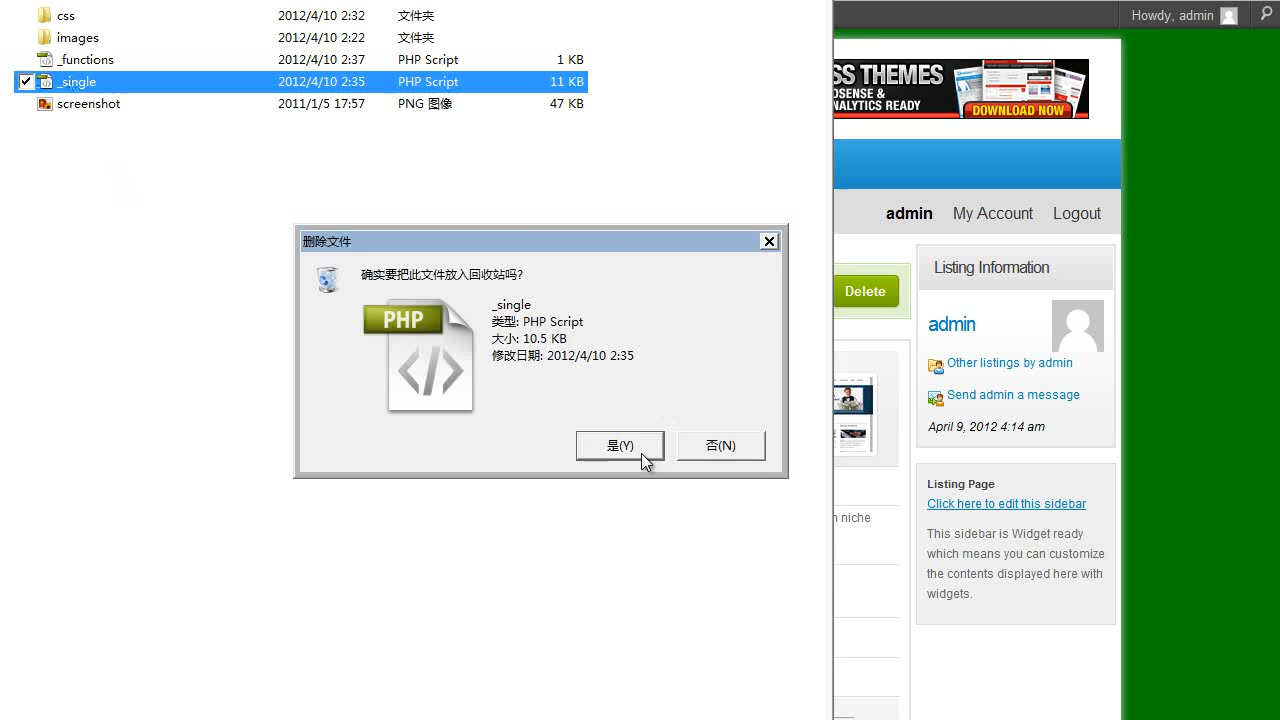 css 2012/4/10 2:32 文件夹
images 2012/4/10 2:22 文件夹
_functions 2012/4/10 2:37 PHP Script 1 KB
_single 2012/4/10 2:35 PHP Script 11 KB
screenshot 2011/1/5 17:57 PNG 图像 47 KB
删除文件
确实要把此文件放入回收站吗?
PHP
_single
类型: PHP Script
大小: 10.5 KB
修改日期: 2012/4/10 2:35
是(Y) 否(N)
Howdy, admin
SS THEMES
DSENSE &
NALYTICS READY
DOWNLOAD NOW
admin My Account Logout
Delete
Listing Information
admin
Other listings by admin
Send admin a message
April 9, 2012 4:14 am
Listing Page
Click here to edit this sidebar
This sidebar is Widget ready
which means you can customize
the contents displayed here with
widgets.
niche